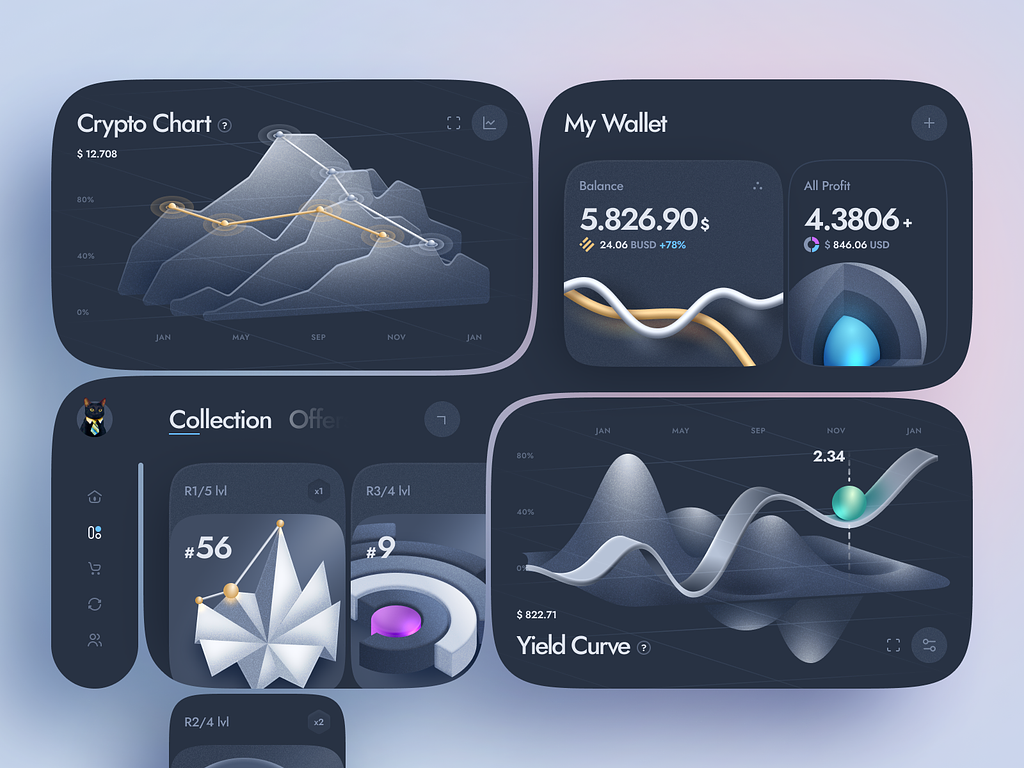 Crypto Chart ?
$ 12.708
80%
40%
0%
JAN MAY SEP NOV JAN
My Wallet
Balance
5.826.90 $
24.06 BUSD +78%
All Profit
4.3806 +
$ 846.06 USD
Collection Offer
R1/5 lvl x1
#56
R3/4 lvl
#9
R2/4 lvl x2
JAN MAY SEP NOV JAN
80%
2.34
40%
0%
$ 822.71
Yield Curve ?